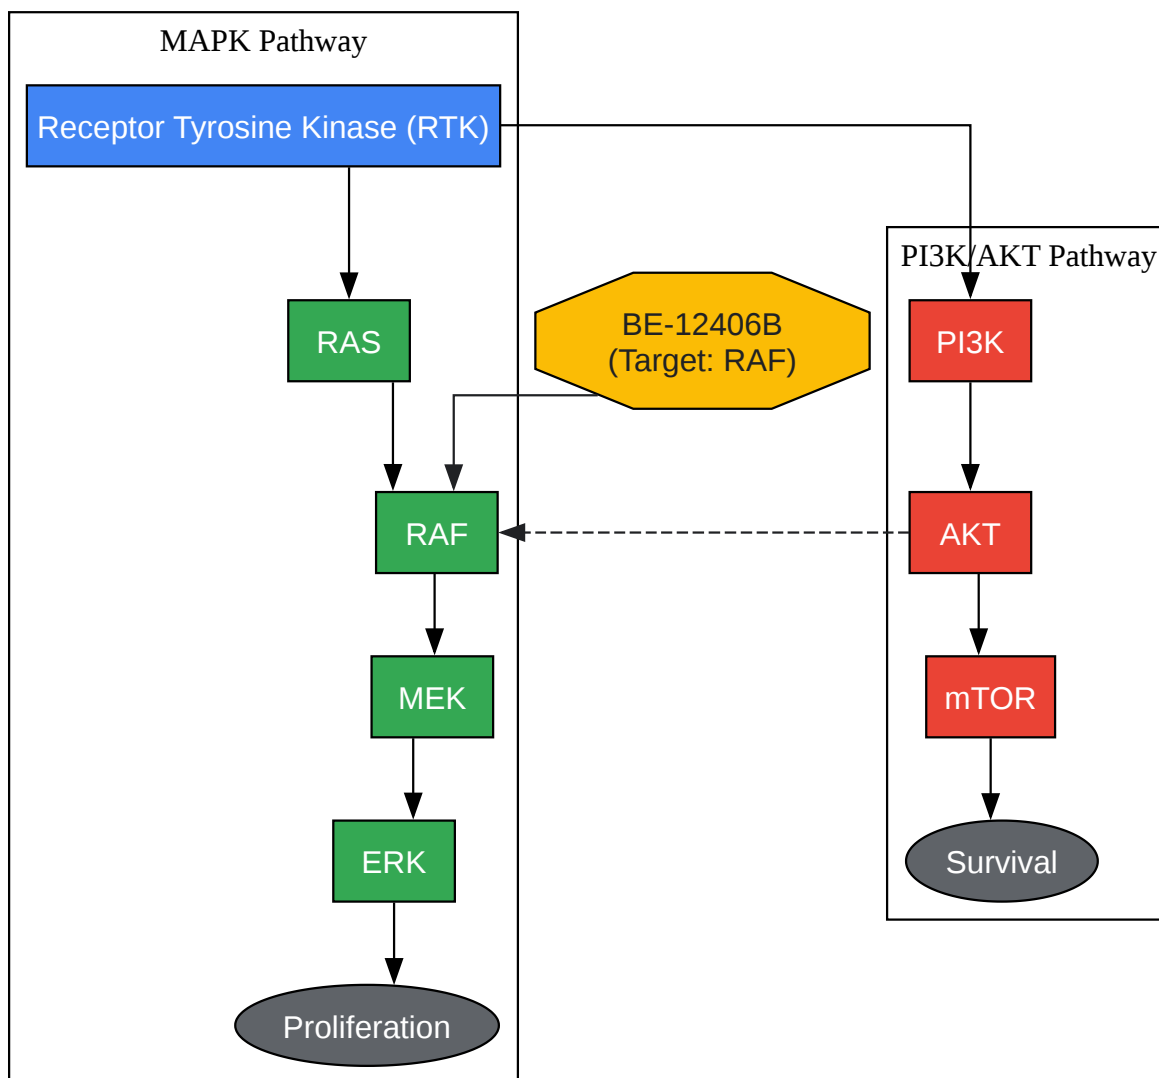 MAPK Pathway
Receptor Tyrosine Kinase (RTK)
PI3K/AKT Pathway
RAS
BE-12406B
(Target: RAF)
PI3K
RAF
AKT
MEK
mTOR
ERK
Survival
Proliferation